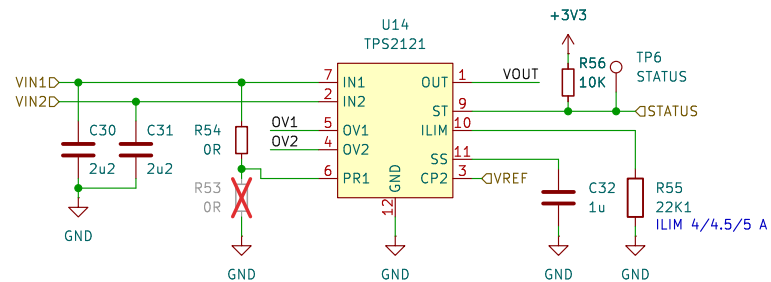 +3V3
U14
TPS2121
R56
10K
TP6
STATUS
VIN1
7
IN1
OUT
1
VOUT
VIN2
2
IN2
ST
9
STATUS
C30
2u2
C31
2u2
R54
0R
OV1
5
OV1
ILIM
10
OV2
4
OV2
SS
11
PR1
6
CP2
3
VREF
GND
12
R53
0R
C32
1u
R55
22K1
ILIM 4/4.5/5 A
GND
GND
GND
GND
GND